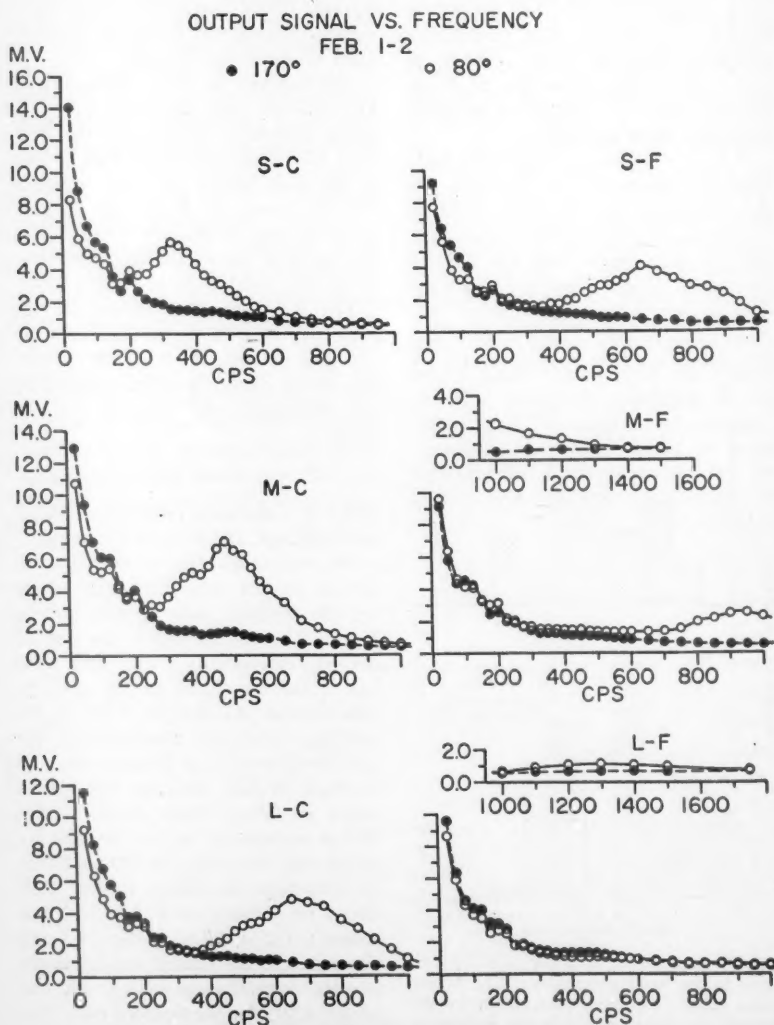 OUTPUT SIGNAL VS. FREQUENCY
FEB. 1-2
M.V.
● 170° ○ 80°
16.0
14.0
12.0
10.0
8.0
6.0
4.0
2.0
0.0
S-C
0 200 400 600 800
CPS
S-F
0 200 400 600 800
CPS
M.V.
14.0
12.0
10.0
8.0
6.0
4.0
2.0
0.0
M-C
0 200 400 600 800
CPS
4.0
2.0
0.0
M-F
1000 1200 1400 1600
0 200 400 600 800
CPS
M.V.
12.0
10.0
8.0
6.0
4.0
2.0
0.0
L-C
0 200 400 600 800
CPS
2.0
0.0
L-F
1000 1200 1400 1600
0 200 400 600 800
CPS